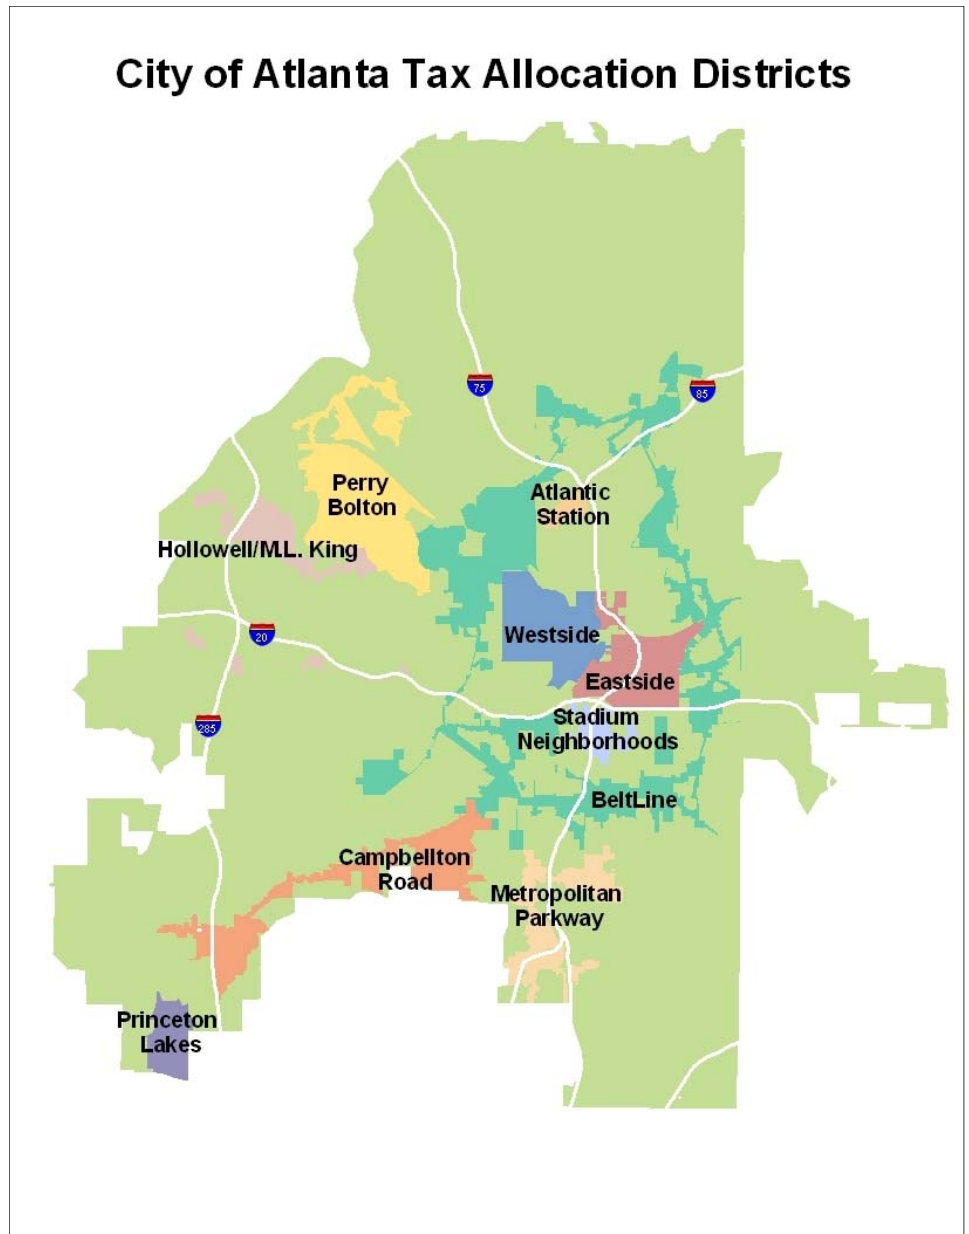 City of Atlanta Tax Allocation Districts
75
85
Perry
Bolton
Atlantic
Station
Hollowell/M.L. King
20
Westside
Eastside
285
Stadium
Neighborhoods
BeltLine
Campbellton
Road
Metropolitan
Parkway
Princeton
Lakes